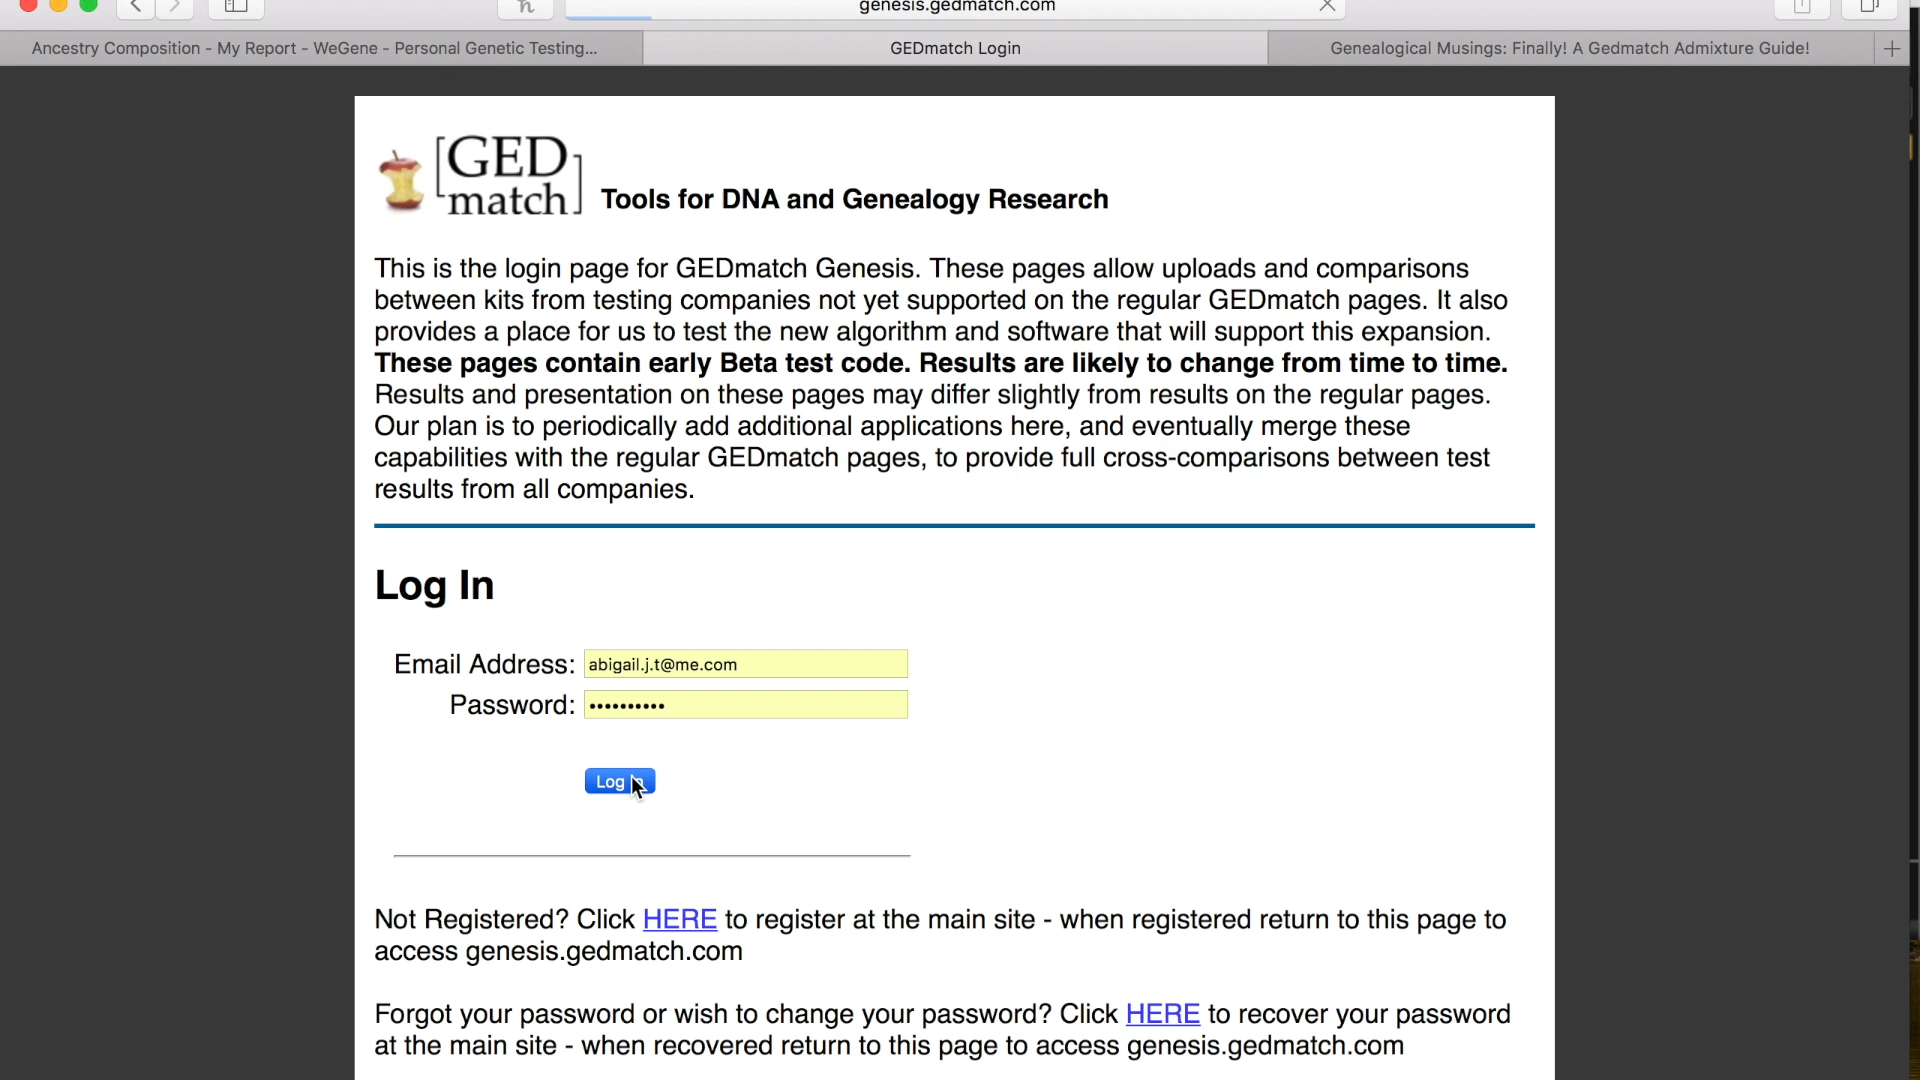 genesis.gedmatch.com
Ancestry Composition - My Report - WeGene - Personal Genetic Testing...
GEDmatch Login
Genealogical Musings: Finally! A Gedmatch Admixture Guide!
[GED
match]
Tools for DNA and Genealogy Research
This is the login page for GEDmatch Genesis. These pages allow uploads and comparisons
between kits from testing companies not yet supported on the regular GEDmatch pages. It also
provides a place for us to test the new algorithm and software that will support this expansion.
These pages contain early Beta test code. Results are likely to change from time to time.
Results and presentation on these pages may differ slightly from results on the regular pages.
Our plan is to periodically add additional applications here, and eventually merge these
capabilities with the regular GEDmatch pages, to provide full cross-comparisons between test
results from all companies.
Log In
Email Address: abigail.j.t@me.com
Password: ••••••••••
Log In
Not Registered? Click HERE to register at the main site - when registered return to this page to
access genesis.gedmatch.com
Forgot your password or wish to change your password? Click HERE to recover your password
at the main site - when recovered return to this page to access genesis.gedmatch.com